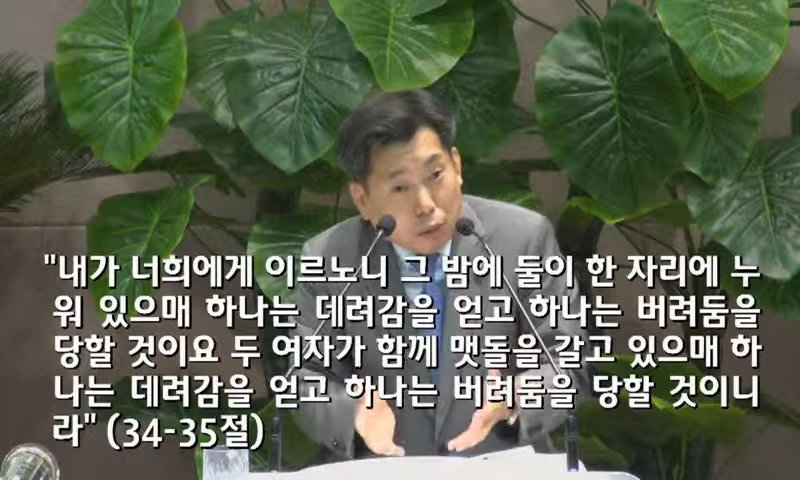 "내가 너희에게 이르노니 그 밤에 둘이 한 자리에 누
워 있으매 하나는 데려감을 얻고 하나는 버려둠을
당할 것이요 두 여자가 함께 맷돌을 갈고 있으매 하
나는 데려감을 얻고 하나는 버려둠을 당할 것이니
라" (34-35절)